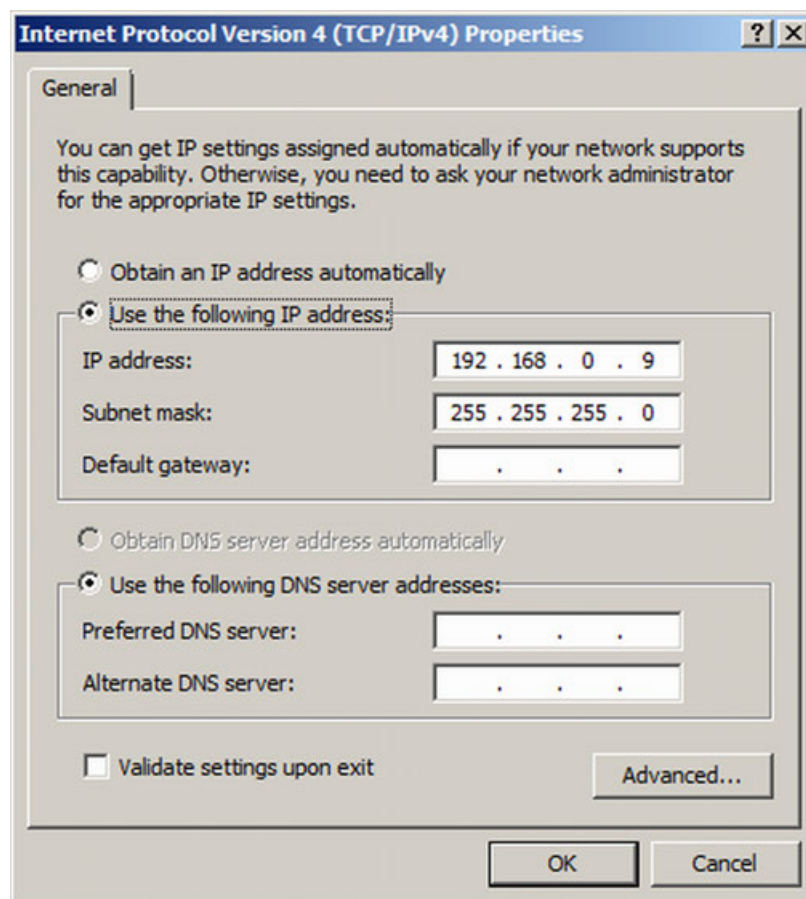 Internet Protocol Version 4 (TCP/IPv4) Properties
General
You can get IP settings assigned automatically if your network supports
this capability. Otherwise, you need to ask your network administrator
for the appropriate IP settings.
Obtain an IP address automatically
Use the following IP address:
IP address: 192 . 168 . 0 . 9
Subnet mask: 255 . 255 . 255 . 0
Default gateway: . . .
Obtain DNS server address automatically
Use the following DNS server addresses:
Preferred DNS server: . . .
Alternate DNS server: . . .
Validate settings upon exit
Advanced...
OK Cancel